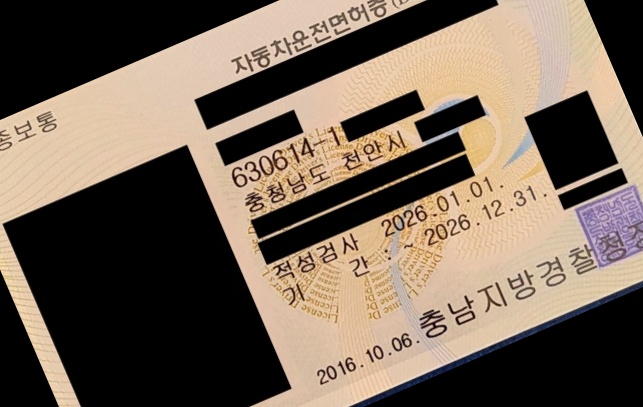 자동차운전면허증
종보통
630614-1
충청남도 천안시
적성검사 2026.01.01.
기 간 : ~ 2026.12.31.
2016.10.06. 충남지방경찰청장